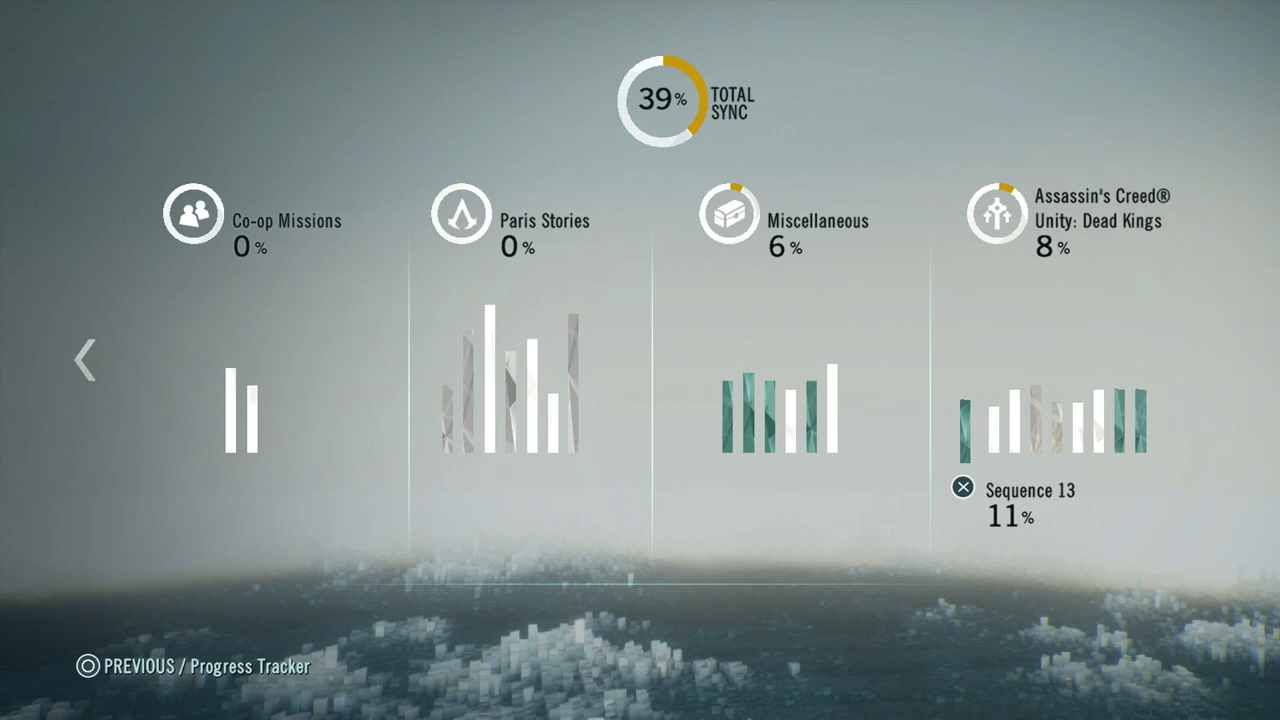 39%
TOTAL
SYNC
Co-op Missions
0%
Paris Stories
0%
Miscellaneous
6%
Assassin's Creed®
Unity: Dead Kings
8%
Sequence 13
11%
PREVIOUS / Progress Tracker